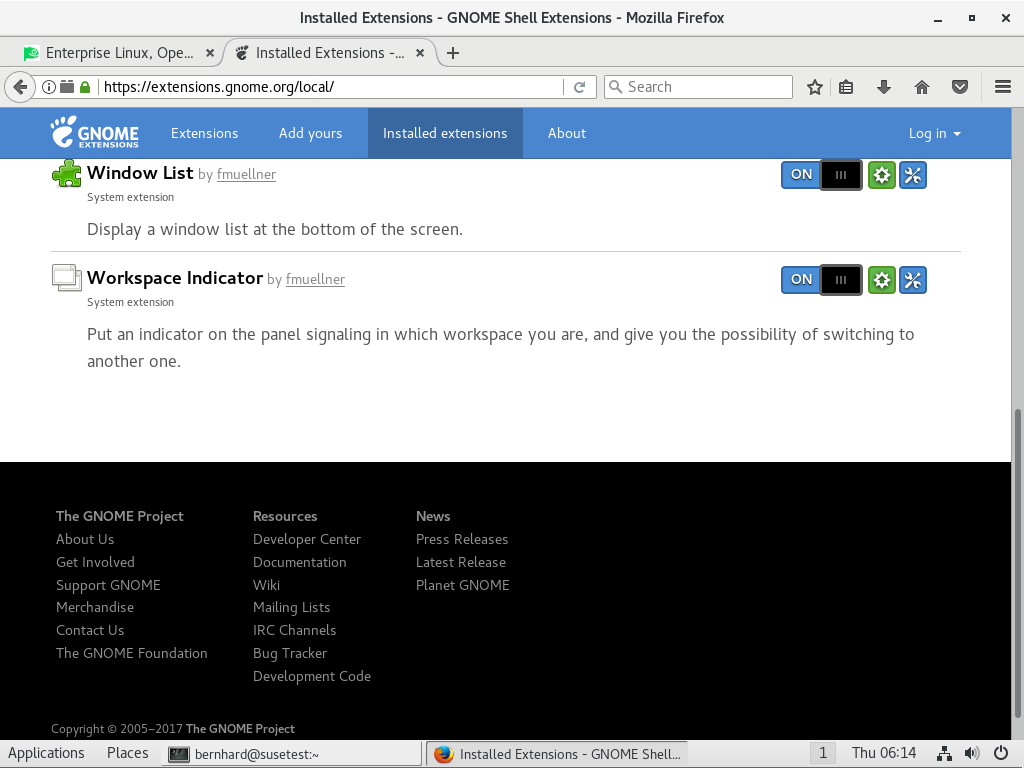 Installed Extensions - GNOME Shell Extensions - Mozilla Firefox
Enterprise Linux, Ope...
Installed Extensions -...
https://extensions.gnome.org/local/
Search
GNOME
EXTENSIONS
Extensions
Add yours
Installed extensions
About
Log in
Window List by fmuellner
ON
System extension
Display a window list at the bottom of the screen.
Workspace Indicator by fmuellner
ON
System extension
Put an indicator on the panel signaling in which workspace you are, and give you the possibility of switching to
another one.
The GNOME Project
About Us
Get Involved
Support GNOME
Merchandise
Contact Us
The GNOME Foundation
Resources
Developer Center
Documentation
Wiki
Mailing Lists
IRC Channels
Bug Tracker
Development Code
News
Press Releases
Latest Release
Planet GNOME
Copyright © 2005–2017 The GNOME Project
Applications
Places
bernhard@susetest:~
Installed Extensions - GNOME Shell...
1
Thu 06:14